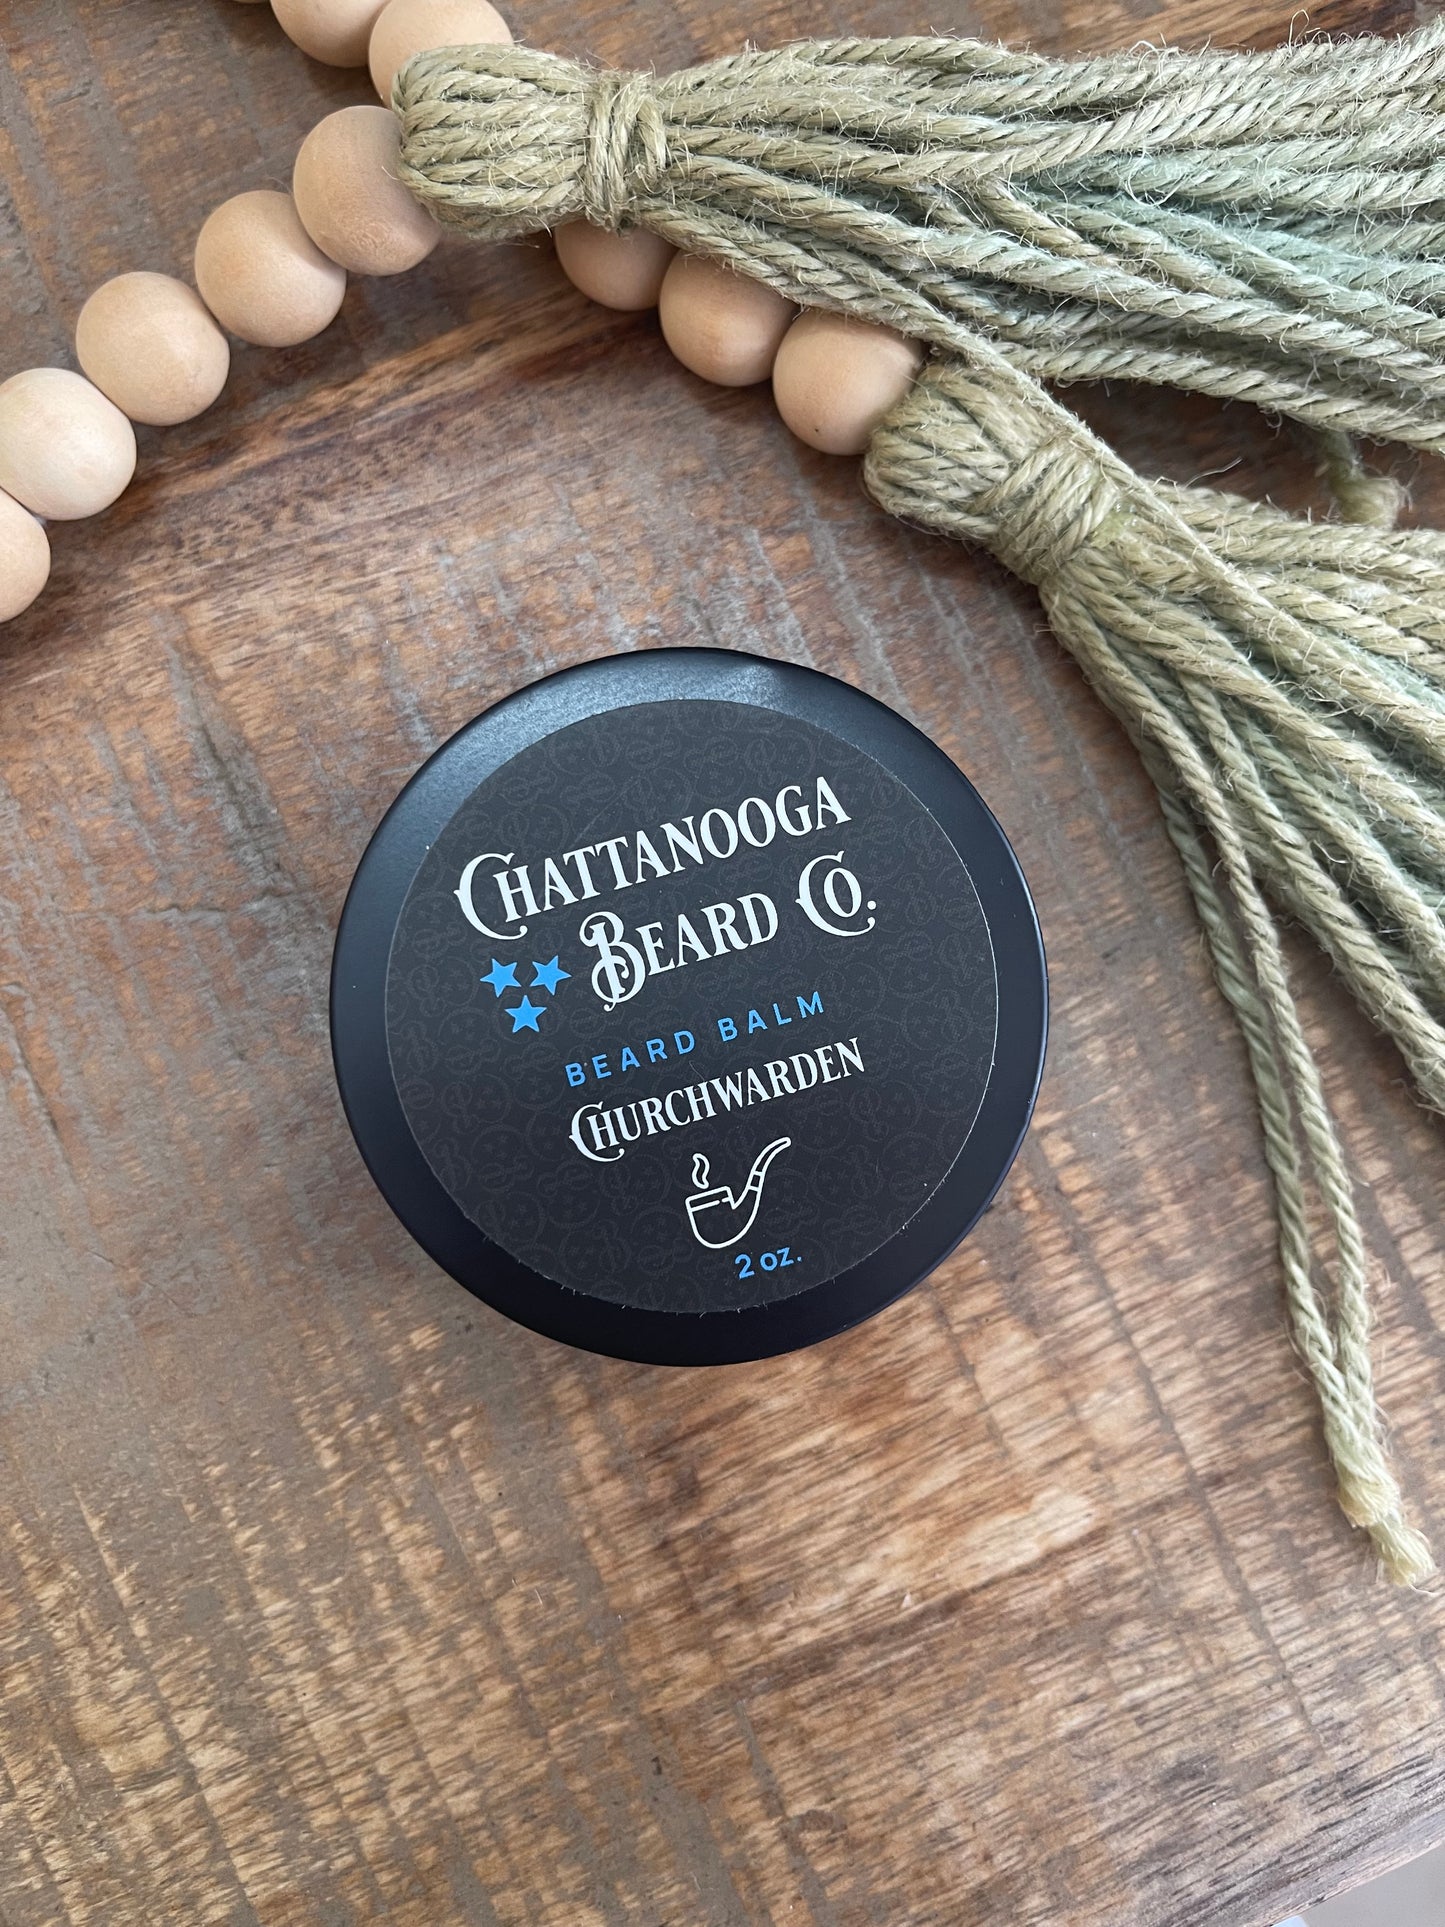 Chattanooga
Beard Co.
BEARD BALM
Churchwarden
2 oz.